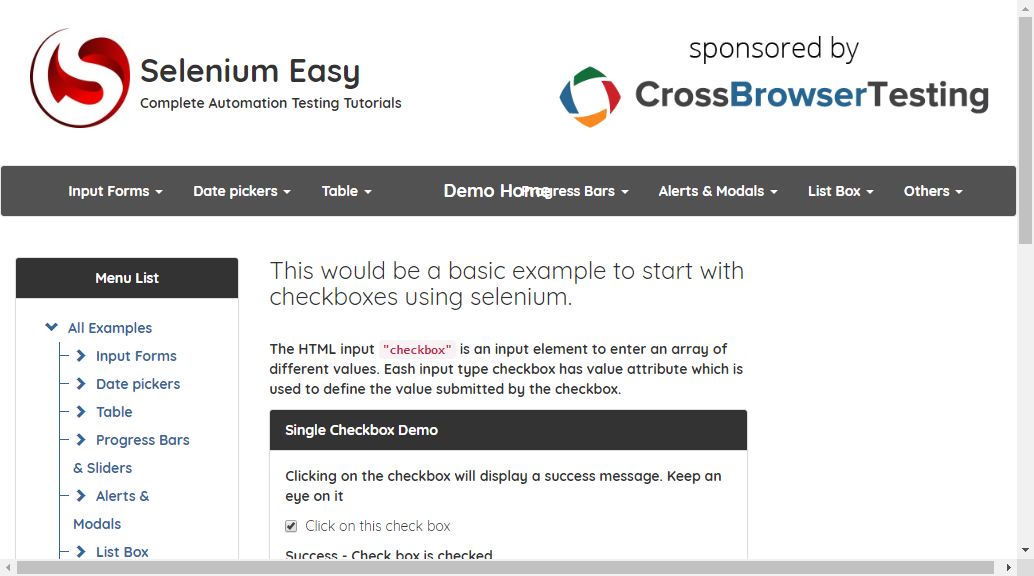 Selenium Easy
Complete Automation Testing Tutorials
sponsored by
CrossBrowserTesting
Input Forms
Date pickers
Table
Demo Home
Progress Bars
Alerts & Modals
List Box
Others
Menu List
All Examples
Input Forms
Date pickers
Table
Progress Bars
& Sliders
Alerts &
Modals
List Box
This would be a basic example to start with
checkboxes using selenium.
The HTML input "checkbox" is an input element to enter an array of
different values. Eash input type checkbox has value attribute which is
used to define the value submitted by the checkbox.
Single Checkbox Demo
Clicking on the checkbox will display a success message. Keep an
eye on it
Click on this check box
Success - Check box is checked